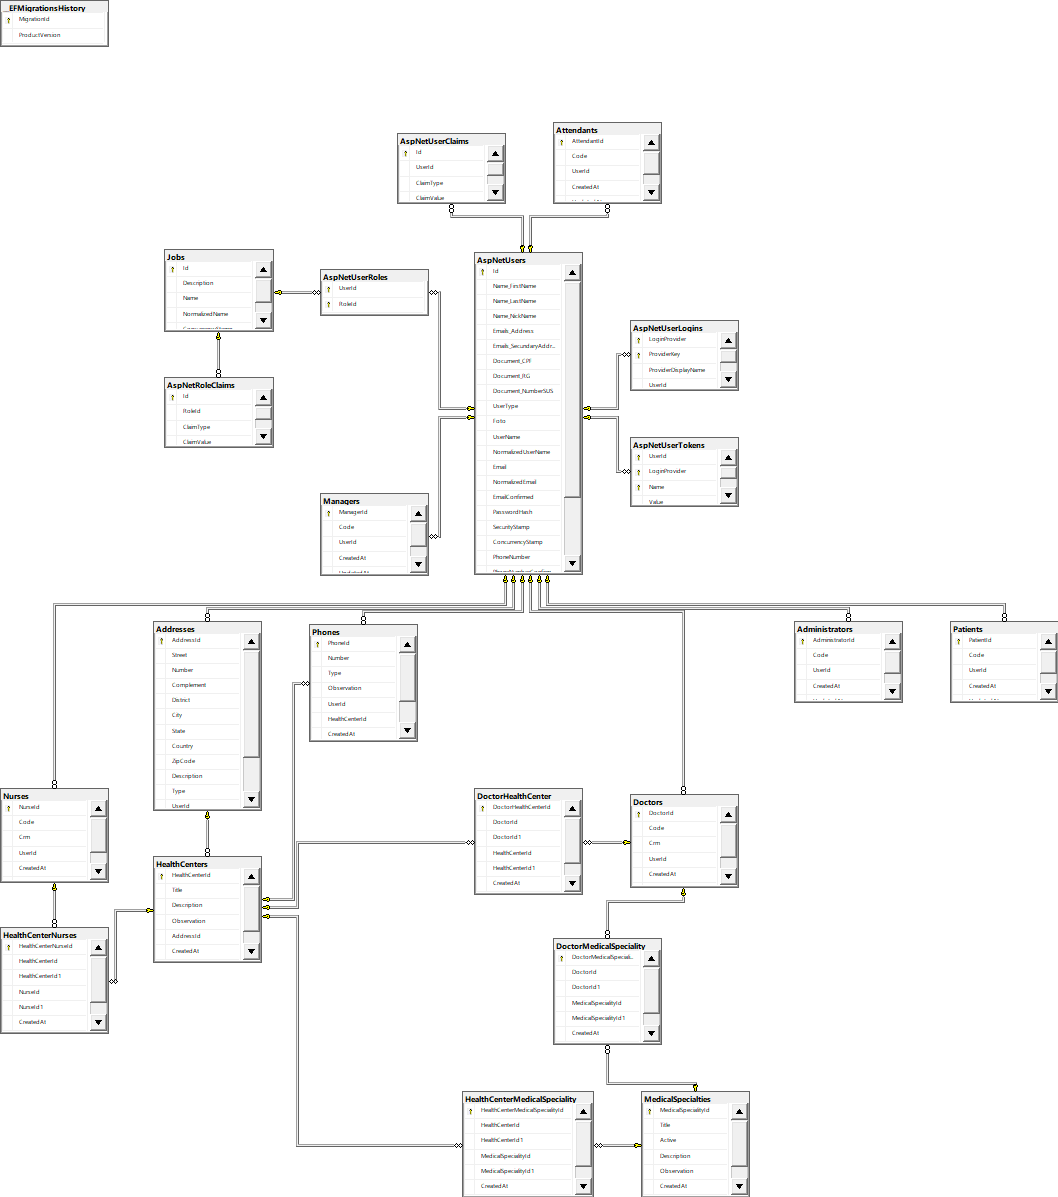 __EFMigrationsHistory
MigrationId
ProductVersion
AspNetUserClaims
Id
UserId
ClaimType
ClaimValue
Attendants
AttendantId
Code
UserId
CreatedAt
Jobs
Id
Description
Name
NormalizedName
AspNetUserRoles
UserId
RoleId
AspNetRoleClaims
Id
RoleId
ClaimType
ClaimValue
AspNetUsers
Id
Name_FirstName
Name_LastName
Name_NickName
Emails_Address
Emails_SecundaryAddr...
Document_CPF
Document_RG
Document_NumberSUS
UserType
Foto
UserName
NormalizedUserName
Email
NormalizedEmail
EmailConfirmed
PasswordHash
SecurityStamp
ConcurrencyStamp
PhoneNumber
AspNetUserLogins
LoginProvider
ProviderKey
ProviderDisplayName
UserId
AspNetUserTokens
UserId
LoginProvider
Name
Value
Managers
ManagerId
Code
UserId
CreatedAt
Addresses
AddressId
Street
Number
Complement
District
City
State
Country
ZipCode
Description
Type
UserId
Phones
PhoneId
Number
Type
Observation
UserId
HealthCenterId
CreatedAt
Administrators
AdministratorId
Code
UserId
CreatedAt
Patients
PatientId
Code
UserId
CreatedAt
Nurses
NurseId
Code
Crm
UserId
CreatedAt
DoctorHealthCenter
DoctorHealthCenterId
DoctorId
DoctorId1
HealthCenterId
HealthCenterId1
CreatedAt
Doctors
DoctorId
Code
Crm
UserId
CreatedAt
HealthCenters
HealthCenterId
Title
Description
Observation
AddressId
CreatedAt
HealthCenterNurses
HealthCenterNurseId
HealthCenterId
HealthCenterId1
NurseId
NurseId1
CreatedAt
DoctorMedicalSpeciality
DoctorMedicalSpeciali...
DoctorId
DoctorId1
MedicalSpecialityId
MedicalSpecialityId1
CreatedAt
HealthCenterMedicalSpeciality
HealthCenterMedicalSpecialityId
HealthCenterId
HealthCenterId1
MedicalSpecialityId
MedicalSpecialityId1
CreatedAt
MedicalSpecialties
MedicalSpecialityId
Title
Active
Description
Observation
CreatedAt